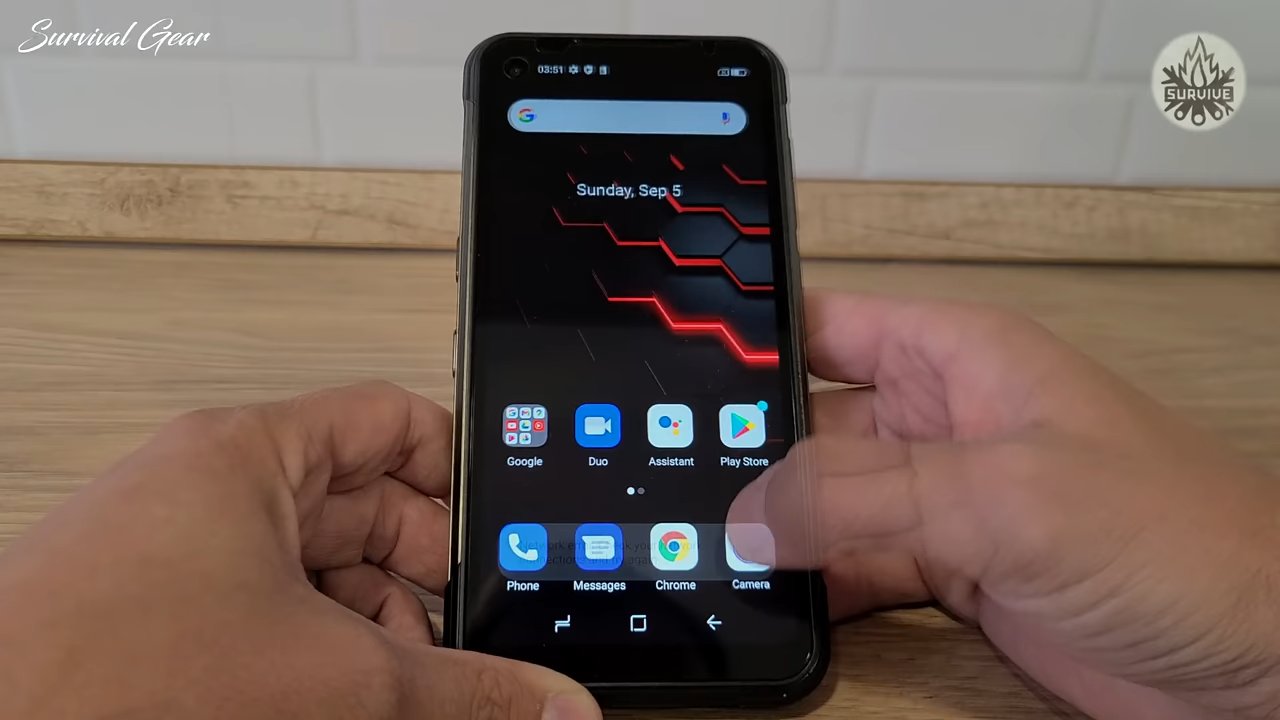 Survival Gear
SURVIVE
03:51
Sunday, Sep 5
Google
Duo
Assistant
Play Store
Phone
Messages
Chrome
Camera